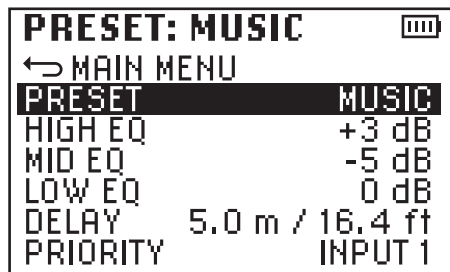 PRESET: MUSIC
MAIN MENU
PRESET MUSIC
HIGH EQ +3 dB
MID EQ -5 dB
LOW EQ 0 dB
DELAY 5.0 m / 16.4 ft
PRIORITY INPUT 1